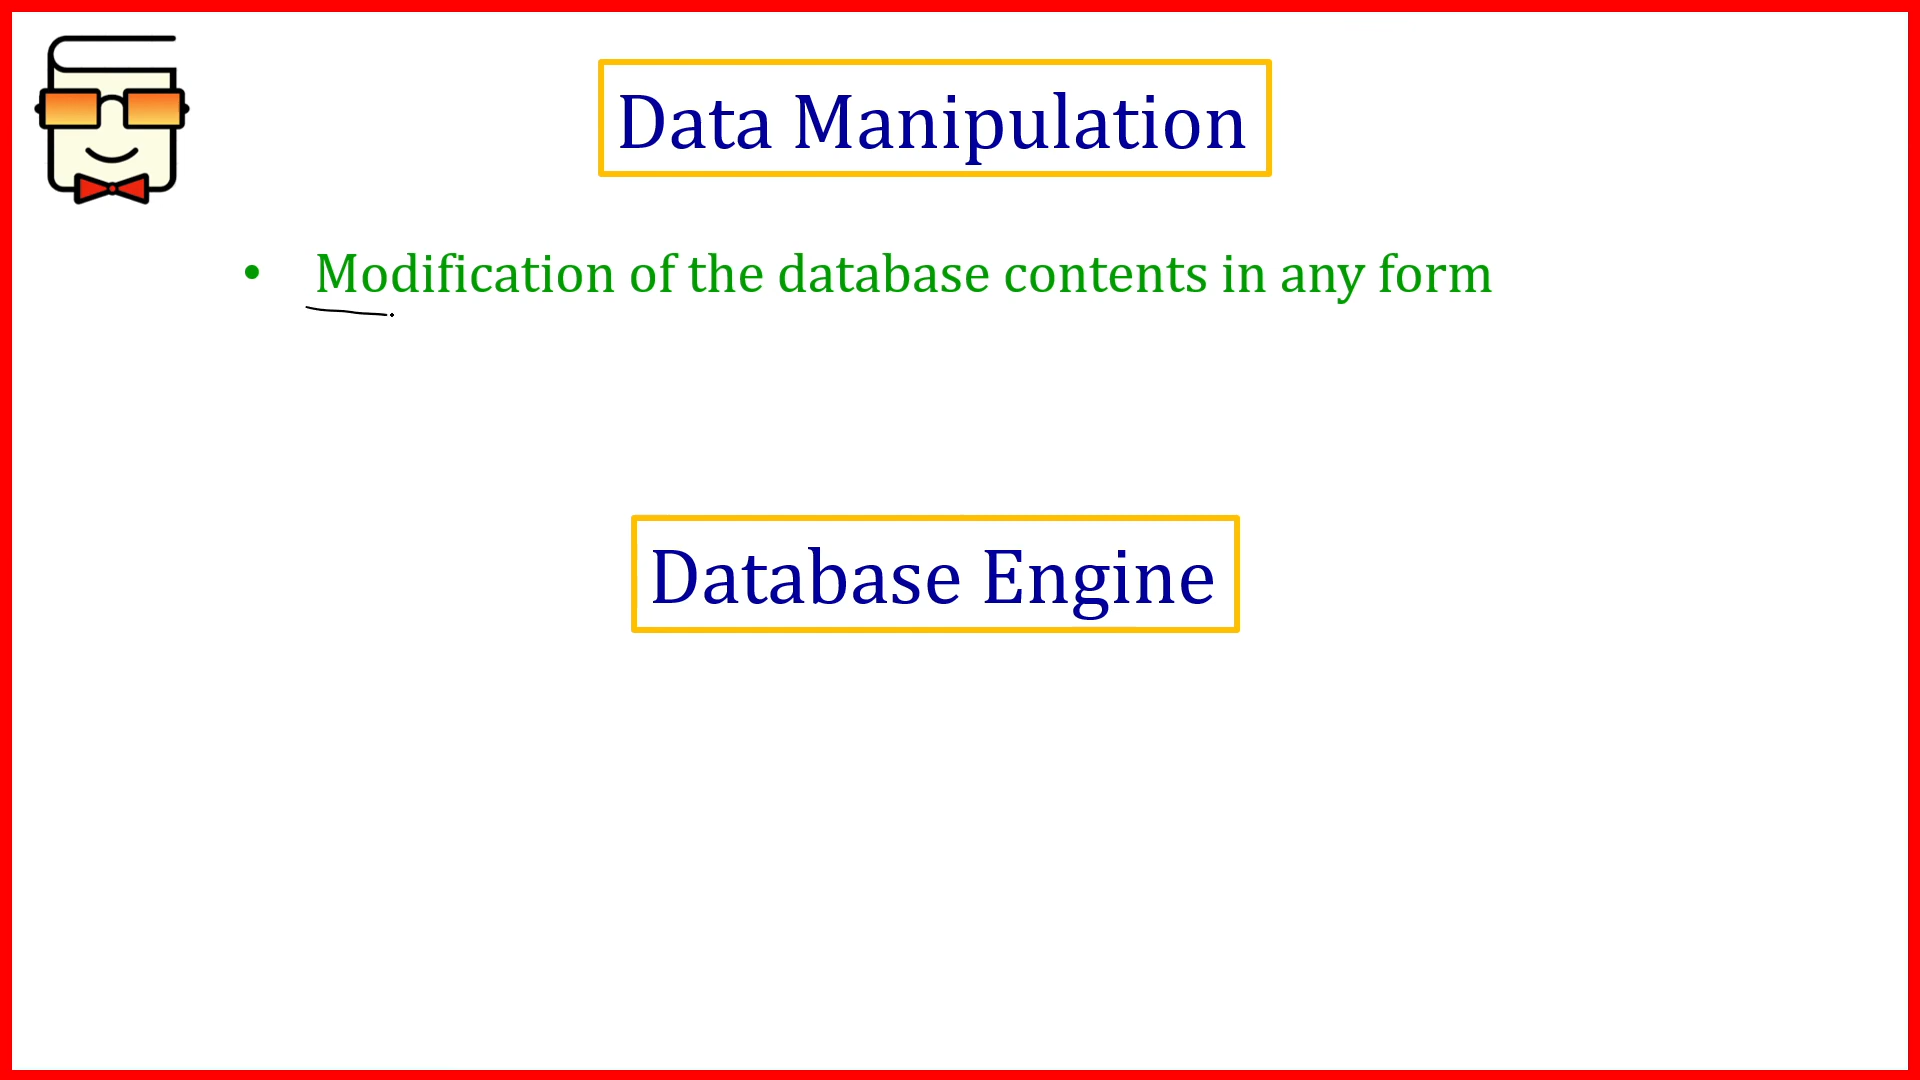 Data Manipulation
• Modification of the database contents in any form
Database Engine